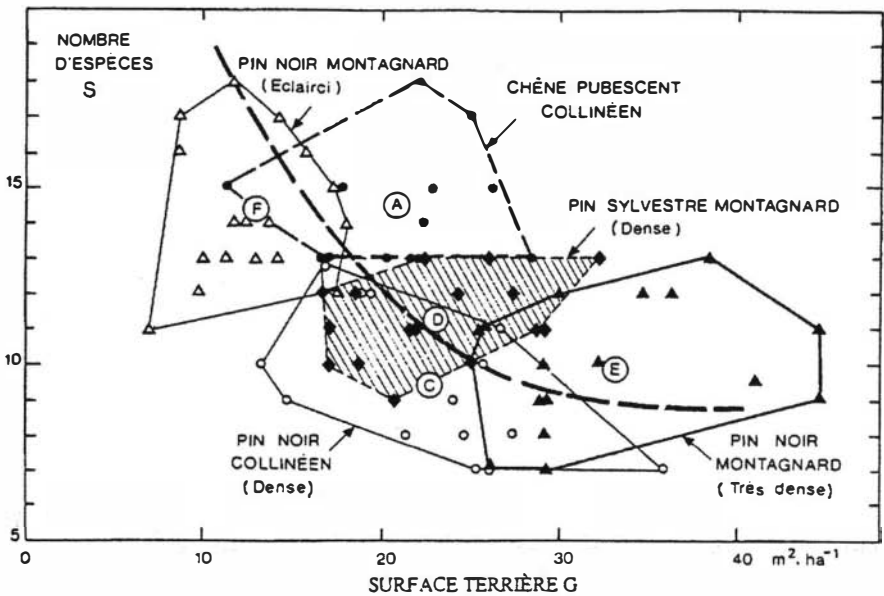 NOMBRE
D'ESPÈCES
S
PIN NOIR MONTAGNARD
(Eclairci)
CHÊNE PUBESCENT
COLLINÉEN
PIN SYLVESTRE MONTAGNARD
(Dense)
15
10
5
F
A
D
C
E
PIN NOIR
COLLINÉEN
(Dense)
PIN NOIR
MONTAGNARD
(Très dense)
0
10
20
30
40
m². ha⁻¹
SURFACE TERRIÈRE G